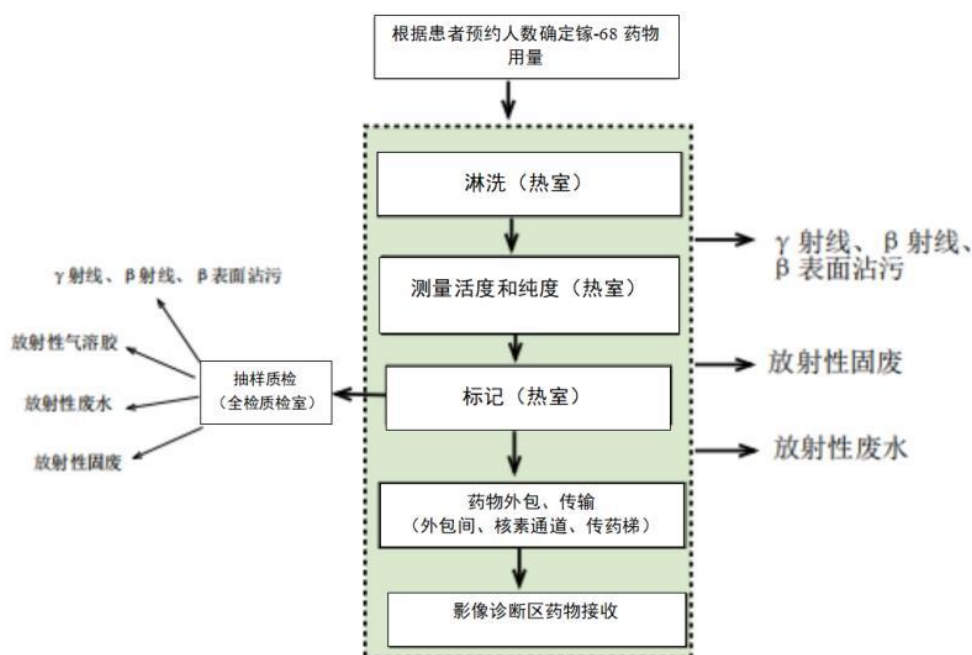 根据患者预约人数确定镓-68 药物
用量
淋洗（热室）
γ 射线、β 射线、
β 表面沾污
测量活度和纯度（热室）
γ 射线、β 射线、β 表面沾污
放射性气溶胶
放射性固废
抽样质检
（全检质检室）
标记（热室）
放射性废水
放射性废水
放射性固废
药物外包、传输
（外包间、核素通道、传药梯）
影像诊断区药物接收